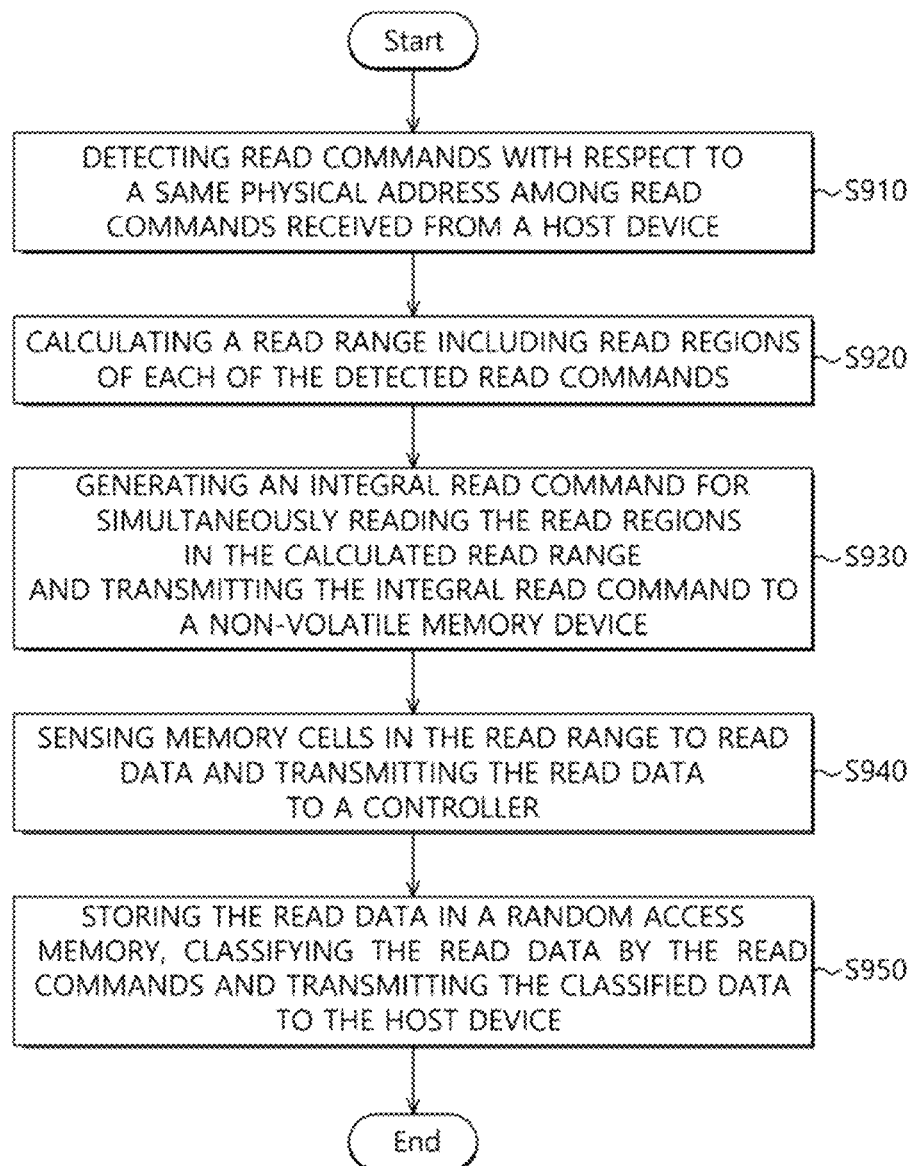 Start
DETECTING READ COMMANDS WITH RESPECT TO
A SAME PHYSICAL ADDRESS AMONG READ
COMMANDS RECEIVED FROM A HOST DEVICE
S910
CALCULATING A READ RANGE INCLUDING READ REGIONS
OF EACH OF THE DETECTED READ COMMANDS
S920
GENERATING AN INTEGRAL READ COMMAND FOR
SIMULTANEOUSLY READING THE READ REGIONS
IN THE CALCULATED READ RANGE
AND TRANSMITTING THE INTEGRAL READ COMMAND TO
A NON-VOLATILE MEMORY DEVICE
S930
SENSING MEMORY CELLS IN THE READ RANGE TO READ
DATA AND TRANSMITTING THE READ DATA
TO A CONTROLLER
S940
STORING THE READ DATA IN A RANDOM ACCESS
MEMORY, CLASSIFYING THE READ DATA BY THE READ
COMMANDS AND TRANSMITTING THE CLASSIFIED DATA
TO THE HOST DEVICE
S950
End